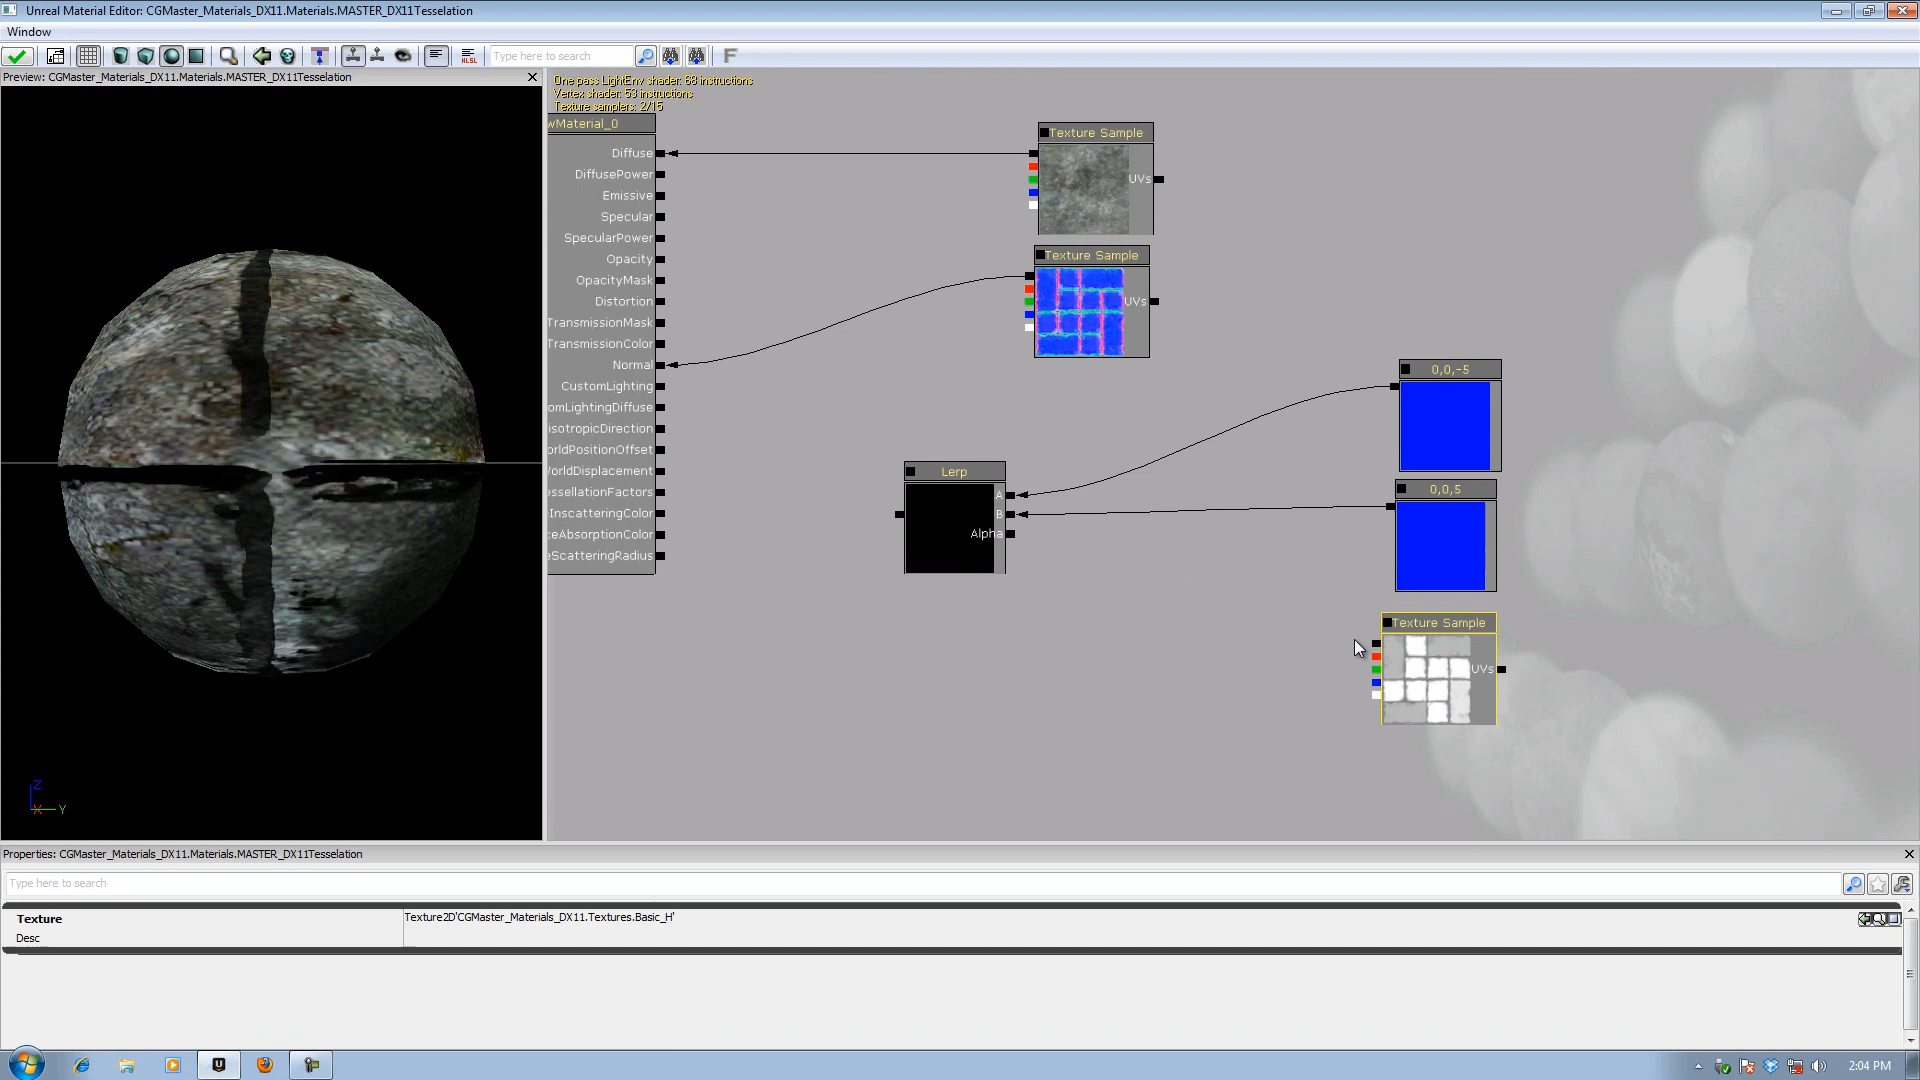 Unreal Material Editor: CGMaster_Materials_DX11.Materials.MASTER_DX11Tesselation
Window
HLSL
Type here to search
F
Preview: CGMaster_Materials_DX11.Materials.MASTER_DX11Tesselation
One pass LightEnv shader: 68 instructions
Vertex shader: 53 instructions
Texture samplers: 2/15
wMaterial_0
Diffuse
DiffusePower
Emissive
Specular
SpecularPower
Opacity
OpacityMask
Distortion
TransmissionMask
TransmissionColor
Normal
CustomLighting
omLightingDiffuse
isotropicDirection
orldPositionOffset
orldDisplacement
essellationFactors
InscatteringColor
ceAbsorptionColor
eScatteringRadius
Texture Sample
UVs
Texture Sample
UVs
Lerp
A
B
Alpha
0,0,-5
0,0,5
Texture Sample
UVs
Z
X
Y
Properties: CGMaster_Materials_DX11.Materials.MASTER_DX11Tesselation
Type here to search
Texture
Texture2D'CGMaster_Materials_DX11.Textures.Basic_H'
Desc
2:04 PM